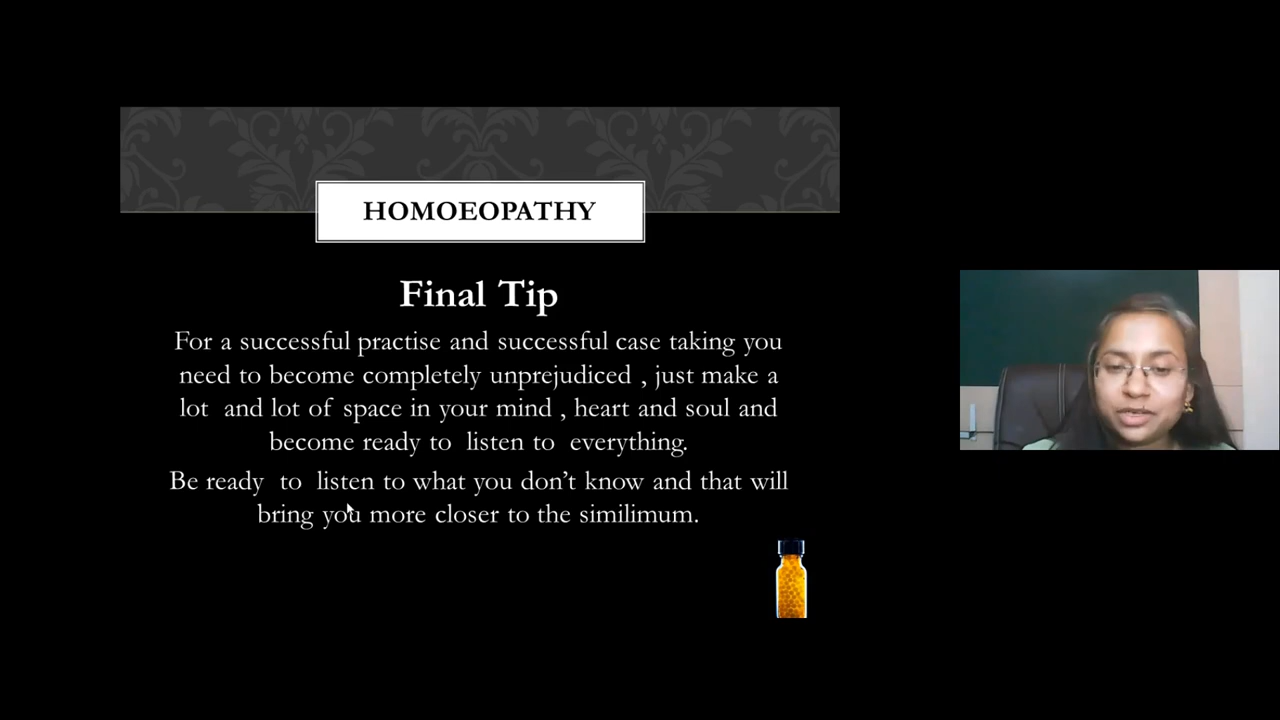 HOMOEOPATHY
Final Tip
For a successful practise and successful case taking you
need to become completely unprejudiced , just make a
lot and lot of space in your mind , heart and soul and
become ready to listen to everything.
Be ready to listen to what you don't know and that will
bring you more closer to the similimum.